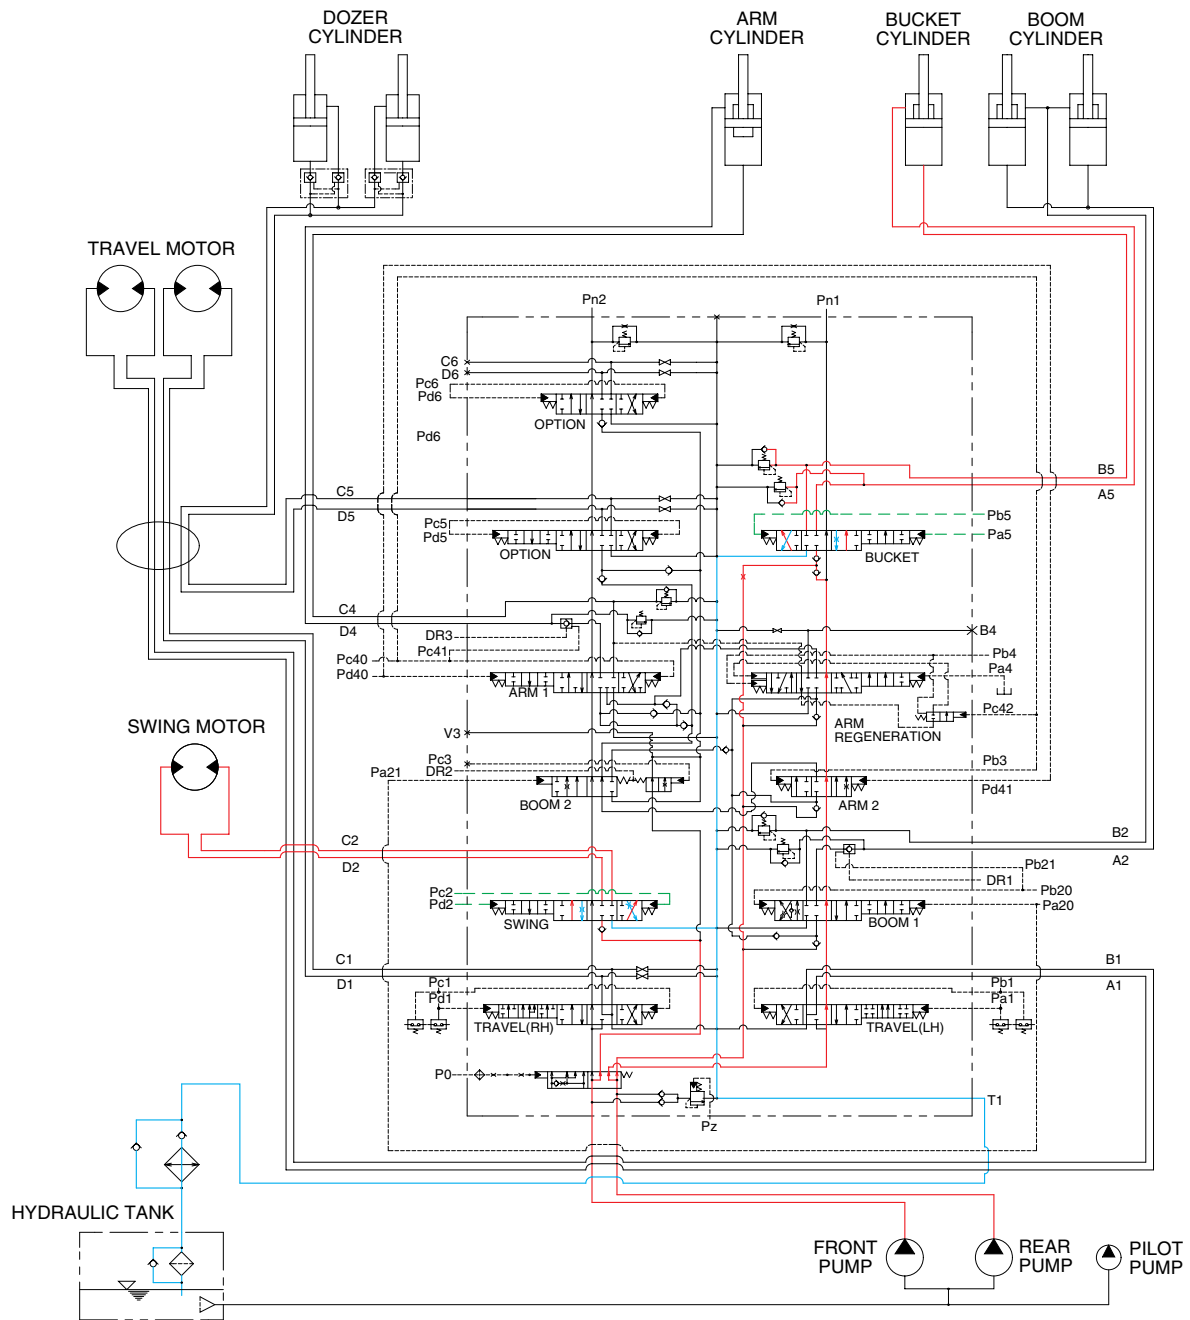 DOZER
CYLINDER
ARM
CYLINDER
BUCKET
CYLINDER
BOOM
CYLINDER
TRAVEL MOTOR
Pn2
Pn1
C6
D6
Pc6
Pd6
OPTION
Pd6
B5
A5
C5
D5
Pc5
Pd5
OPTION
Pb5
Pa5
BUCKET
C4
D4
DR3
Pc41
B4
Pc40
Pd40
ARM 1
Pb4
Pa4
Pc42
ARM
REGENERATION
SWING MOTOR
V3
Pc3
DR2
Pa21
BOOM 2
Pb3
Pd41
ARM 2
C2
D2
B2
A2
Pb21
DR1
Pc2
Pd2
SWING
Pb20
Pa20
BOOM 1
C1
D1
B1
A1
Pc1
Pd1
TRAVEL(RH)
Pb1
Pa1
TRAVEL(LH)
P0
Pz
T1
HYDRAULIC TANK
FRONT
PUMP
REAR
PUMP
PILOT
PUMP